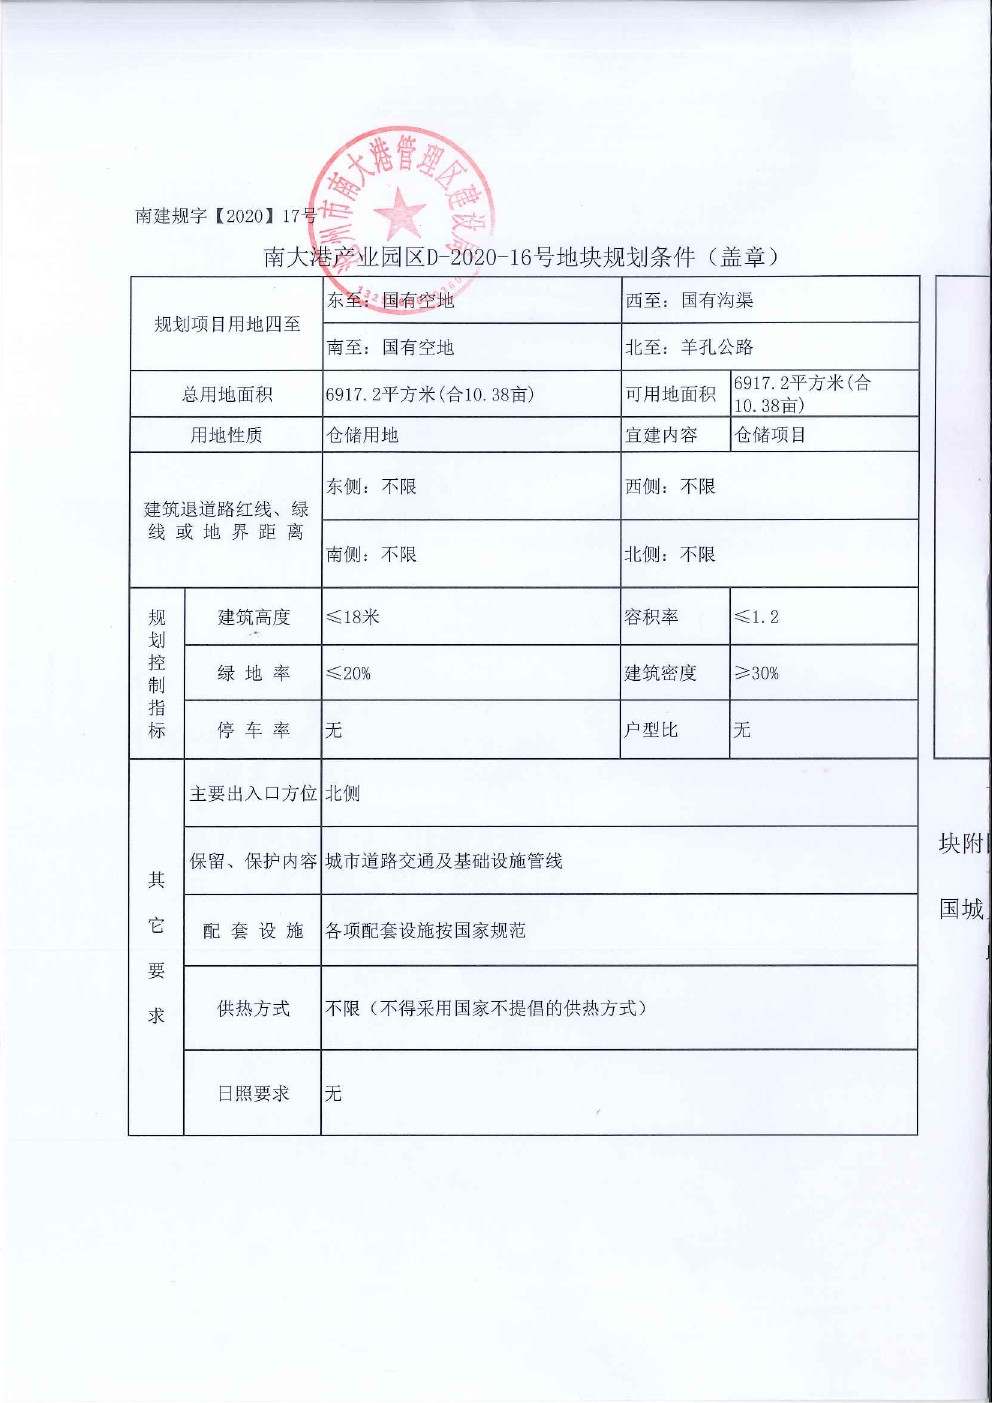 南建规字【2020】17号
沧州市南大港管理区建设局
南大港产业园区D-2020-16号地块规划条件（盖章）
规划项目用地四至
东至：国有空地
西至：国有沟渠
南至：国有空地
北至：羊孔公路
总用地面积
6917.2平方米(合10.38亩)
可用地面积
6917.2平方米(合
10.38亩)
用地性质
仓储用地
宜建内容
仓储项目
建筑退道路红线、绿
线或地界距离
东侧：不限
西侧：不限
南侧：不限
北侧：不限
规划控制指标
建筑高度
≤18米
容积率
≤1.2
绿地率
≤20%
建筑密度
≥30%
停车率
无
户型比
无
其它要求
主要出入口方位
北侧
保留、保护内容
城市道路交通及基础设施管线
配套设施
各项配套设施按国家规范
供热方式
不限（不得采用国家不提倡的供热方式）
日照要求
无
块附
国城